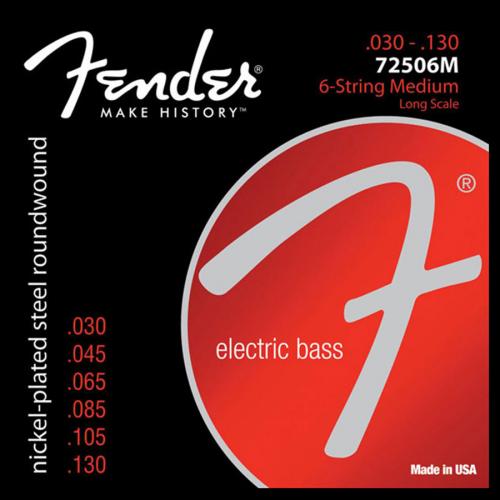 Fender®
MAKE HISTORY™
.030 - .130
72506M
6-String Medium
Long Scale
nickel-plated steel roundwound
F®
electric bass
.030
.045
.065
.085
.105
.130
Made in USA